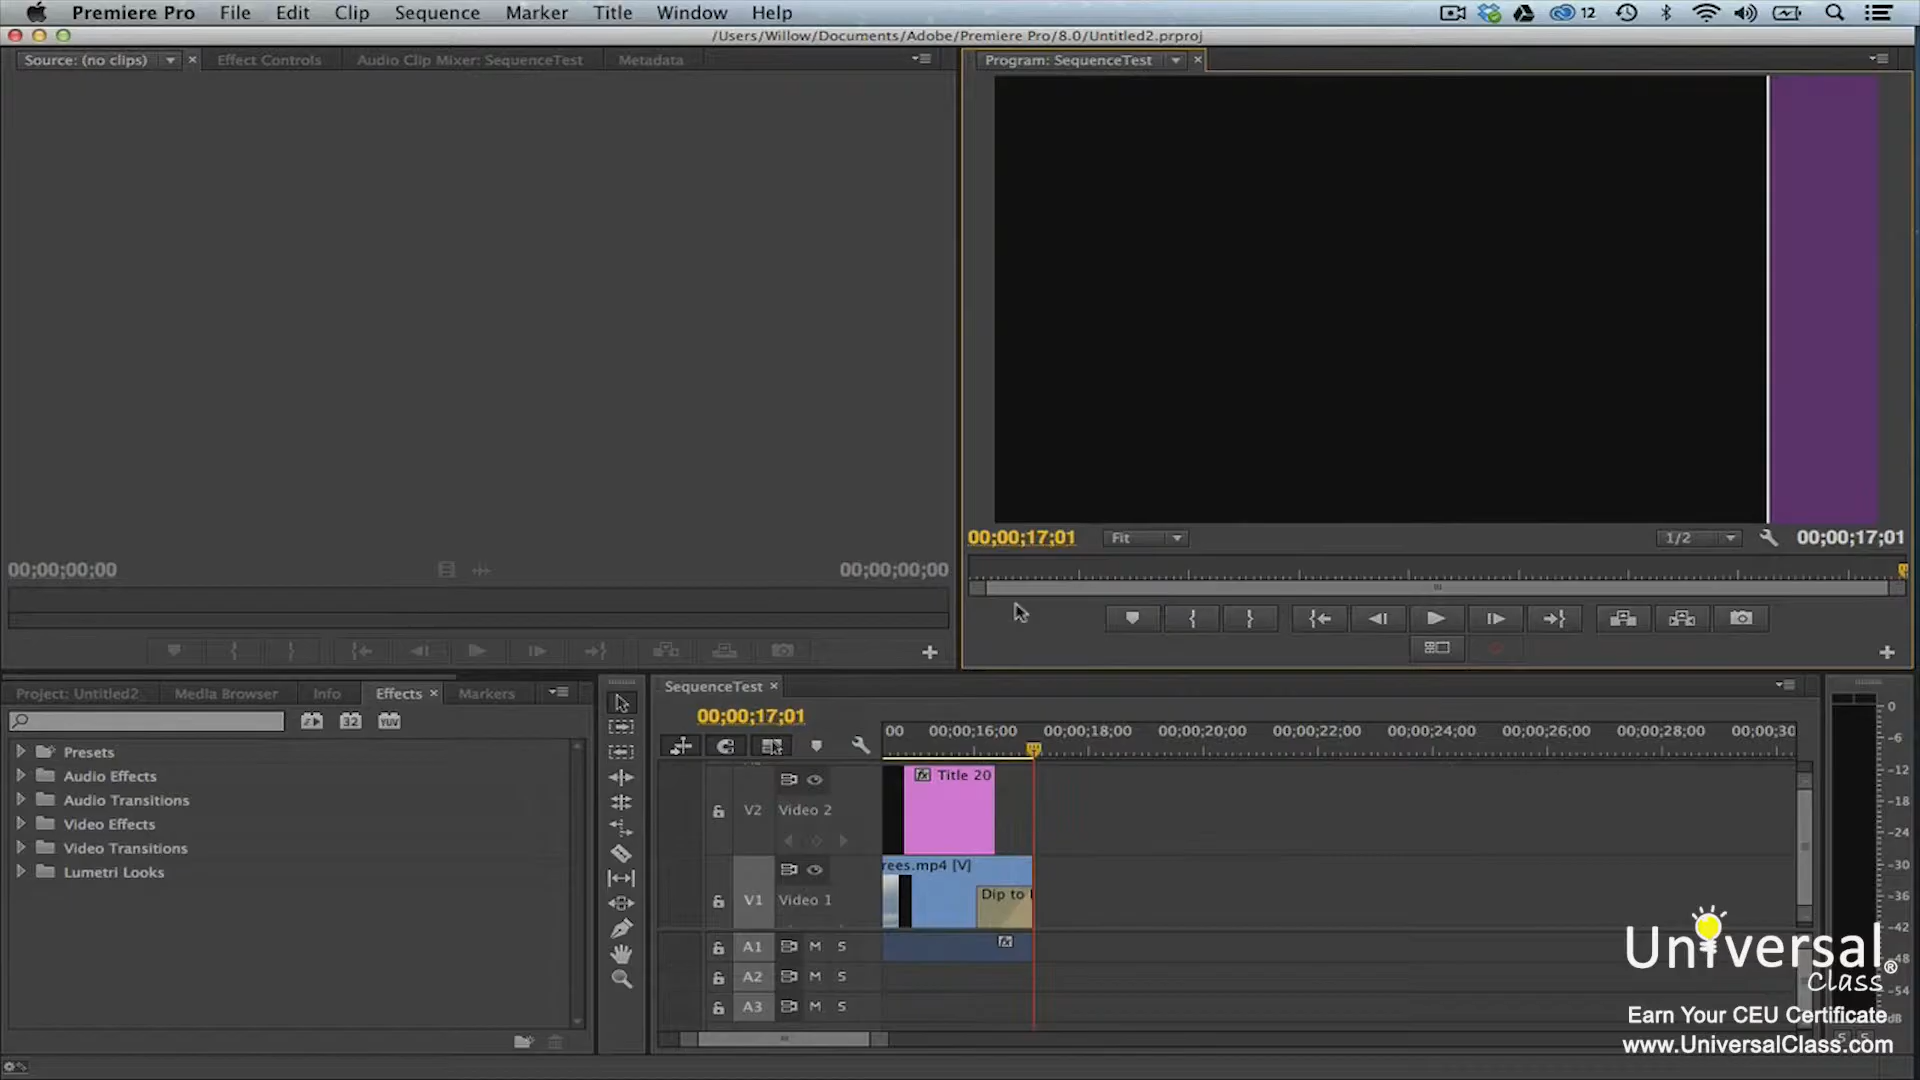 Premiere Pro File Edit Clip Sequence Marker Title Window Help 12
/Users/Willow/Documents/Adobe/Premiere Pro/8.0/Untitled2.prproj
Source: (no clips) Effect Controls Audio Clip Mixer: SequenceTest Metadata
Program: SequenceTest
00;00;17;01 Fit 1/2 00;00;17;01
00;00;00;00 00;00;00;00
Project: Untitled2 Media Browser Info Effects Markers
32 YUV
Presets
Audio Effects
Audio Transitions
Video Effects
Video Transitions
Lumetri Looks
SequenceTest
00;00;17;01
00 00;00;16;00 00;00;18;00 00;00;20;00 00;00;22;00 00;00;24;00 00;00;26;00 00;00;28;00 00;00;30
fx Title 20
V2 Video 2
rees.mp4 [V]
Dip to
V1 Video 1
A1 M S fx
A2 M S
A3 M S
0
-6
-12
-18
-24
-30
-36
-42
-48
-54
dB
S S
Universal
Class®
Earn Your CEU Certificate
www.UniversalClass.com